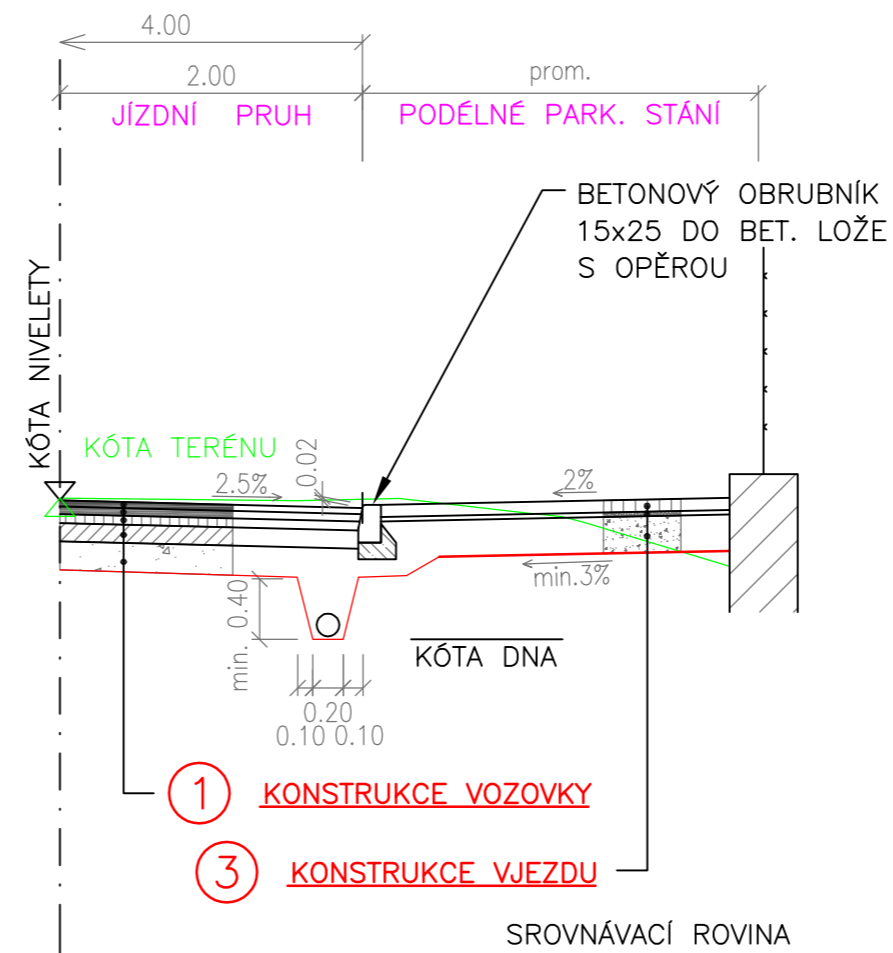 4.00
2.00
prom.
JÍZDNÍ PRUH
PODÉLNÉ PARK. STÁNÍ
BETONOVÝ OBRUBNÍK
15x25 DO BET. LOŽE
S OPĚROU
KÓTA NIVELETY
KÓTA TERÉNU
0.02
2.5%
2%
min.3%
min. 0.40
KÓTA DNA
0.20
0.10 0.10
1 KONSTRUKCE VOZOVKY
3 KONSTRUKCE VJEZDU
SROVNÁVACÍ ROVINA